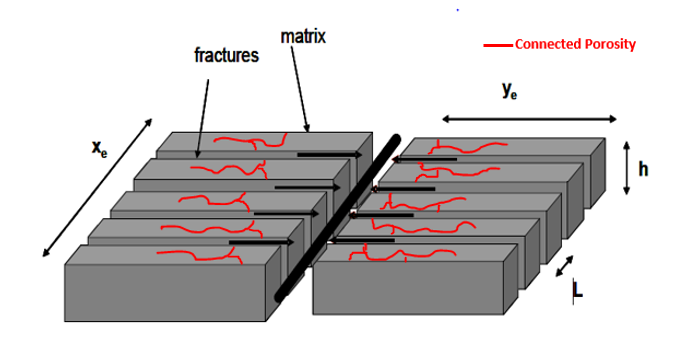 Connected Porosity
matrix
fractures
yₑ
xₑ
h
L